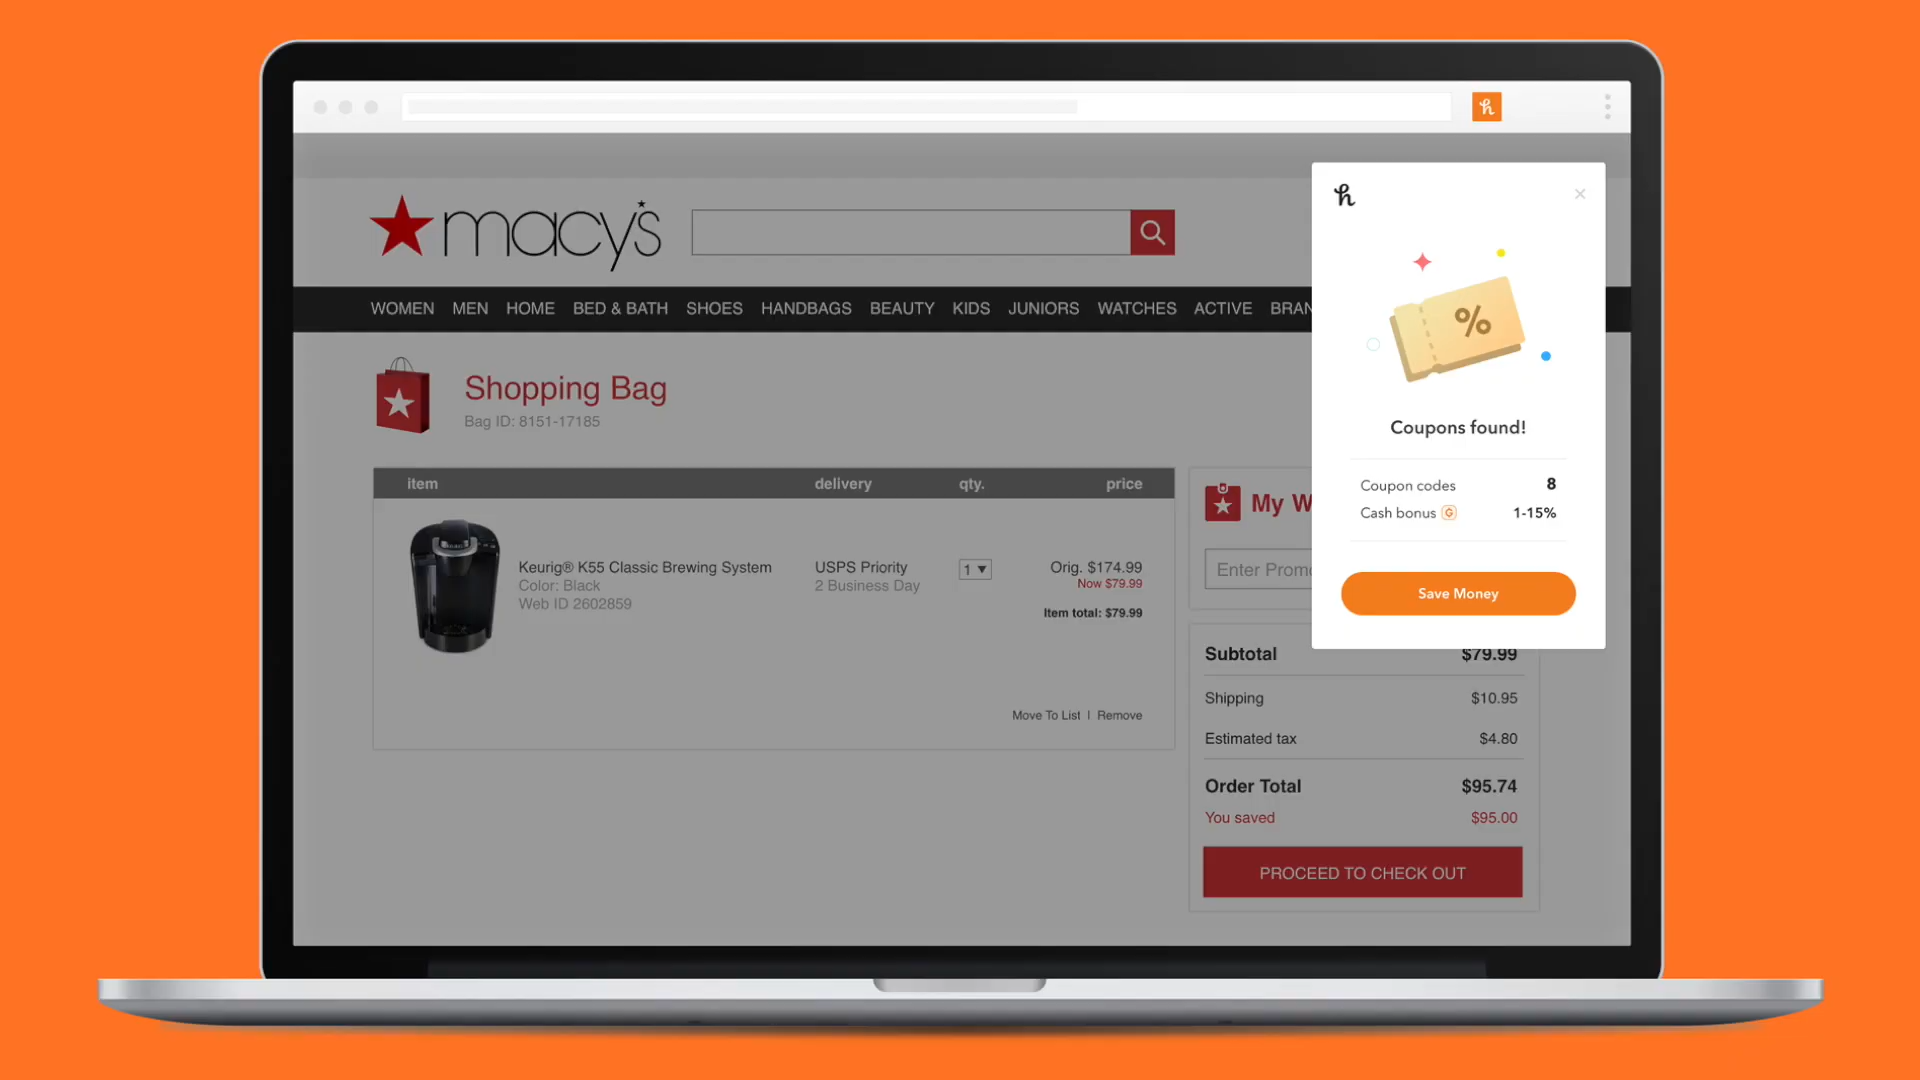 h
h
macy's
WOMEN MEN HOME BED & BATH SHOES HANDBAGS BEAUTY KIDS JUNIORS WATCHES ACTIVE BRAN
Shopping Bag
Bag ID: 8151-17185
item delivery qty. price
Keurig® K55 Classic Brewing System
Color: Black
Web ID 2602859
USPS Priority
2 Business Day
1 ▼
Orig. $174.99
Now $79.99
Item total: $79.99
Move To List | Remove
My W
Enter Promo
Subtotal $79.99
Shipping $10.95
Estimated tax $4.80
Order Total $95.74
You saved $95.00
PROCEED TO CHECK OUT
%
Coupons found!
Coupon codes 8
Cash bonus G 1-15%
Save Money